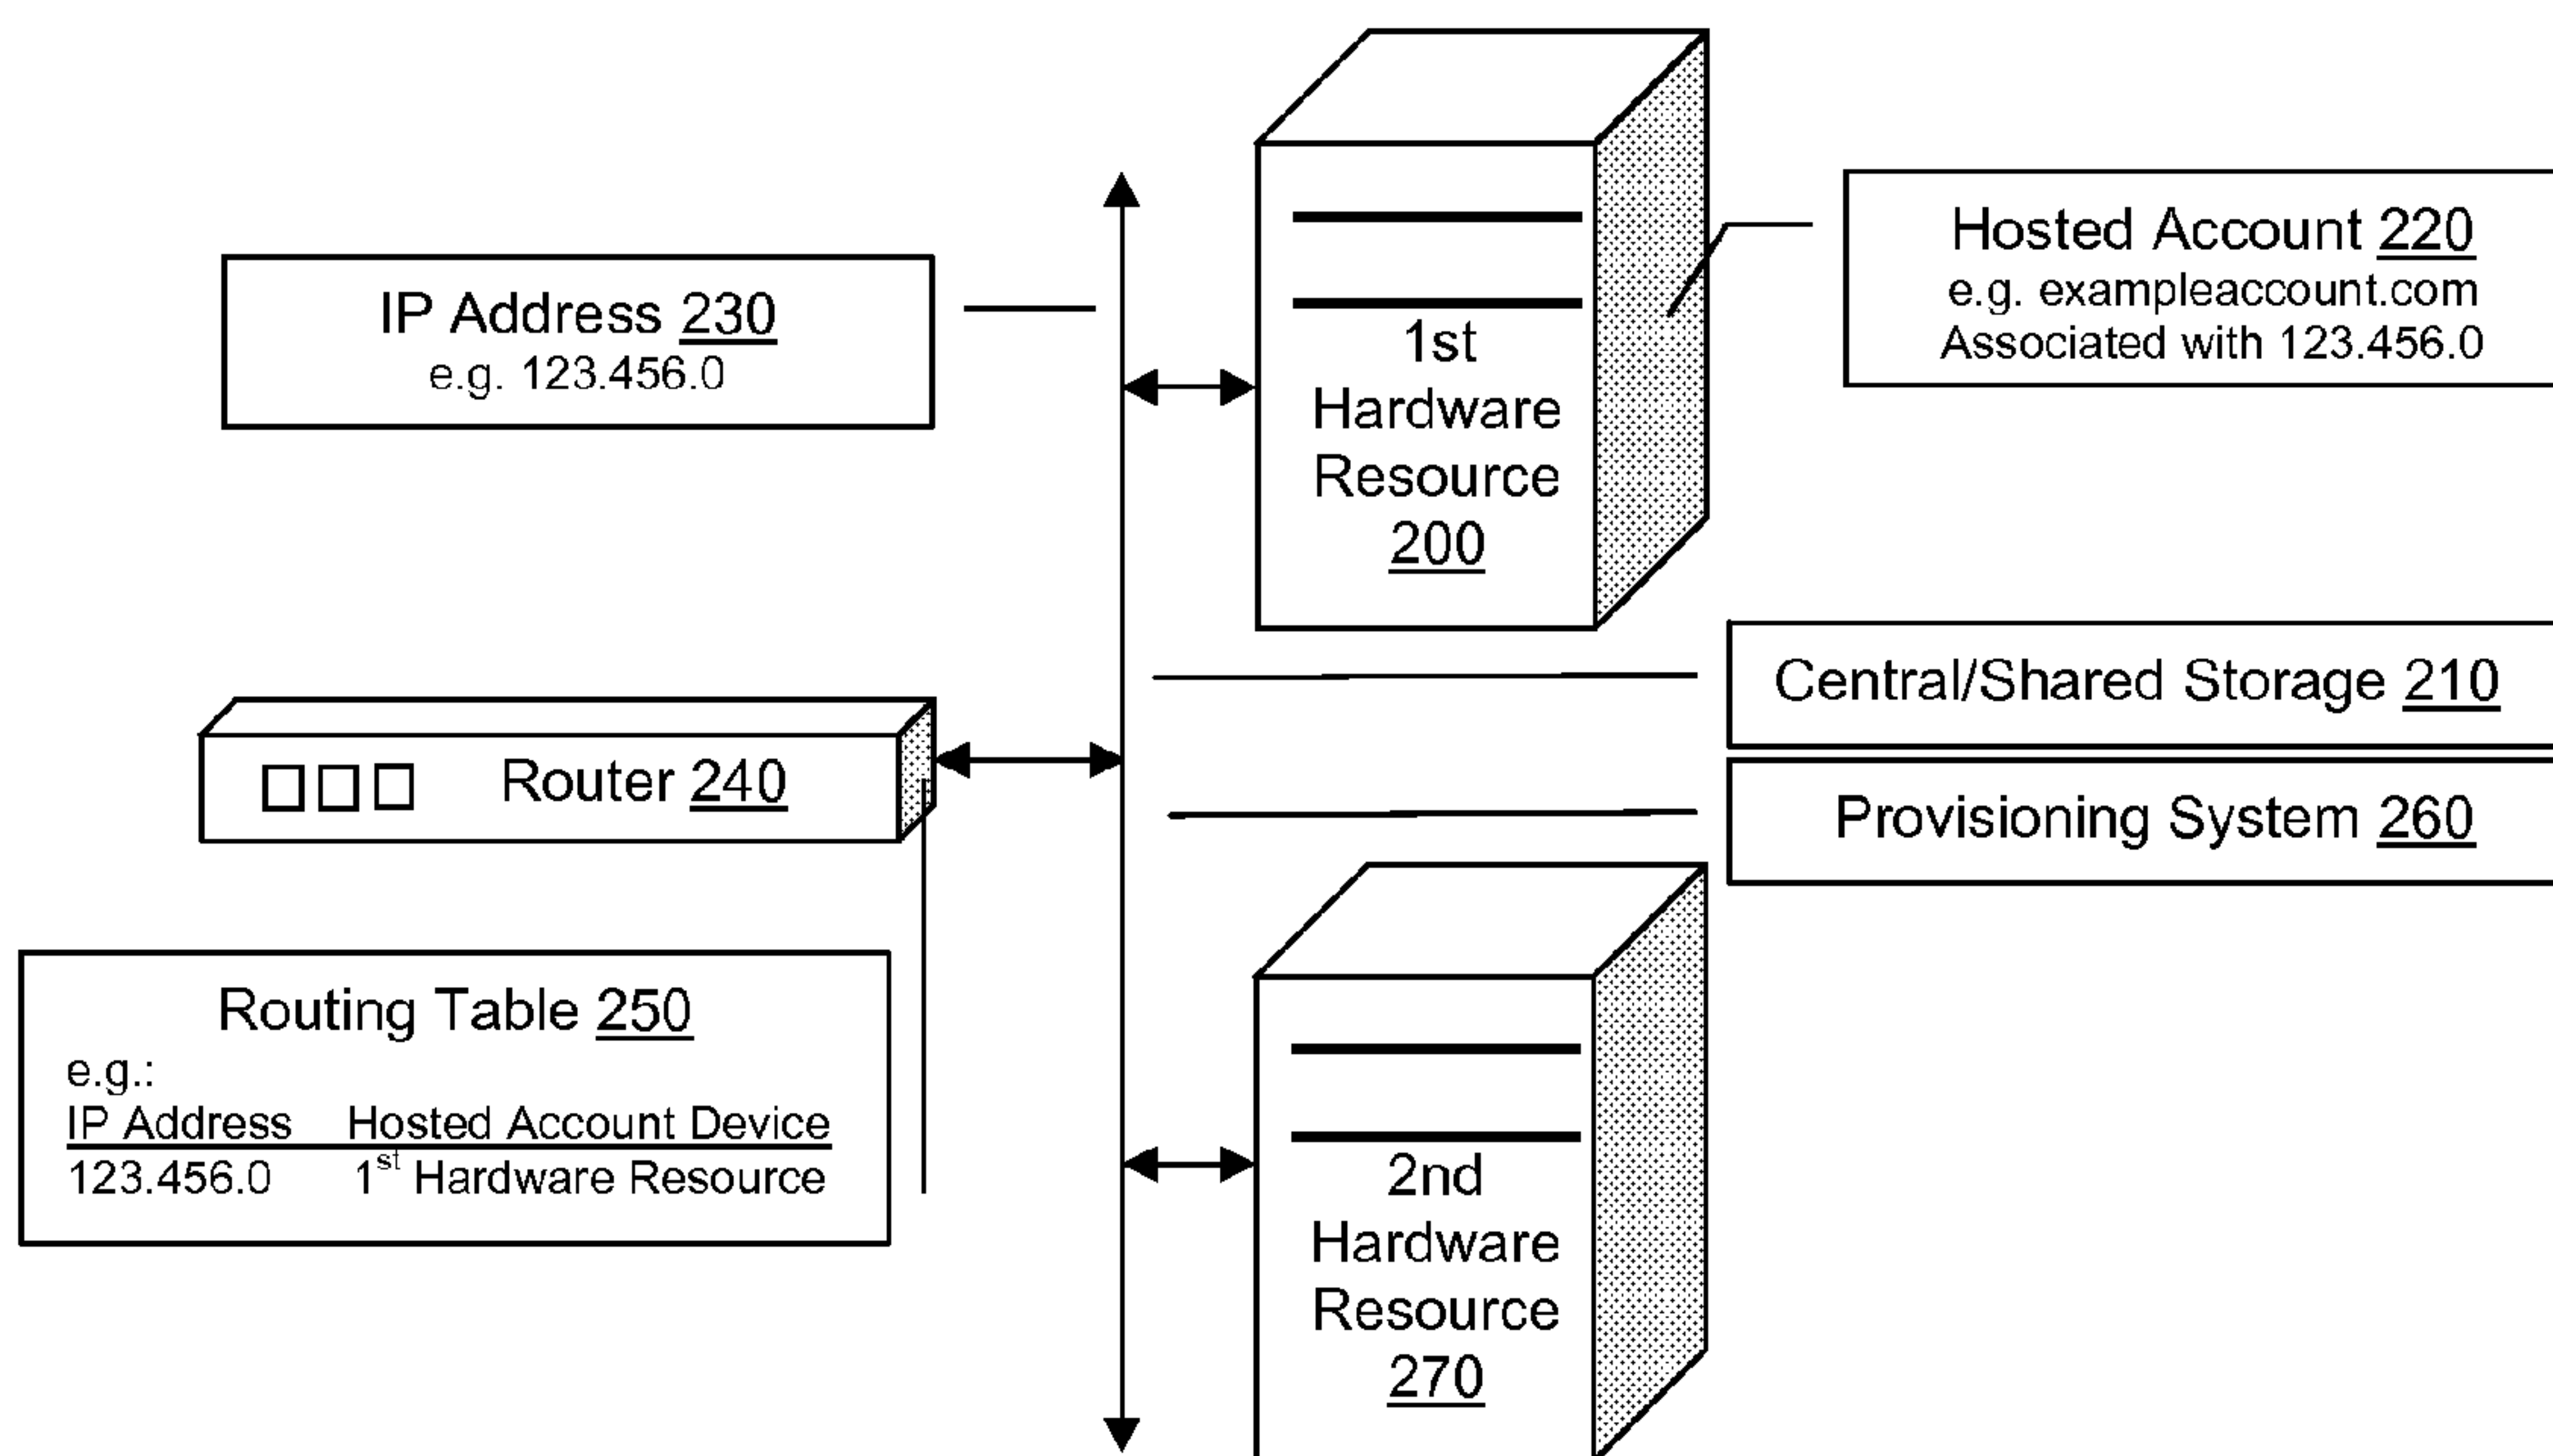 IP Address 230
e.g. 123.456.0
1st
Hardware
Resource
200
Hosted Account 220
e.g. exampleaccount.com
Associated with 123.456.0
Central/Shared Storage 210
Router 240
Provisioning System 260
Routing Table 250
e.g.:
IP Address Hosted Account Device
123.456.0 1st Hardware Resource
2nd
Hardware
Resource
270